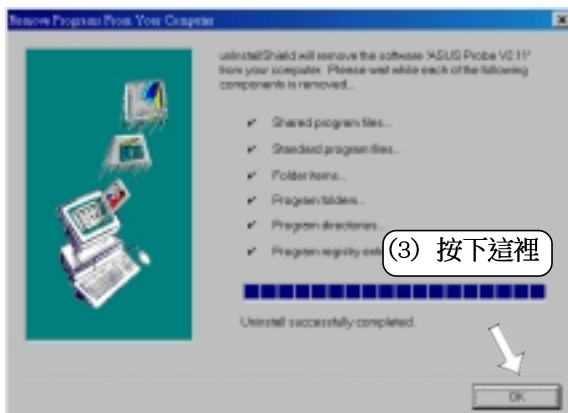 Remove Programs From Your Computer
uninstallShield will remove the software 'ASUS Probe V2.11'
from your computer. Please wait while each of the following
components is removed...
✔ Shared program files...
✔ Standard program files...
✔ Folder items...
✔ Program folders...
✔ Program directories...
✔ Program registry
(3) 按下這裡
Uninstall successfully completed.
OK